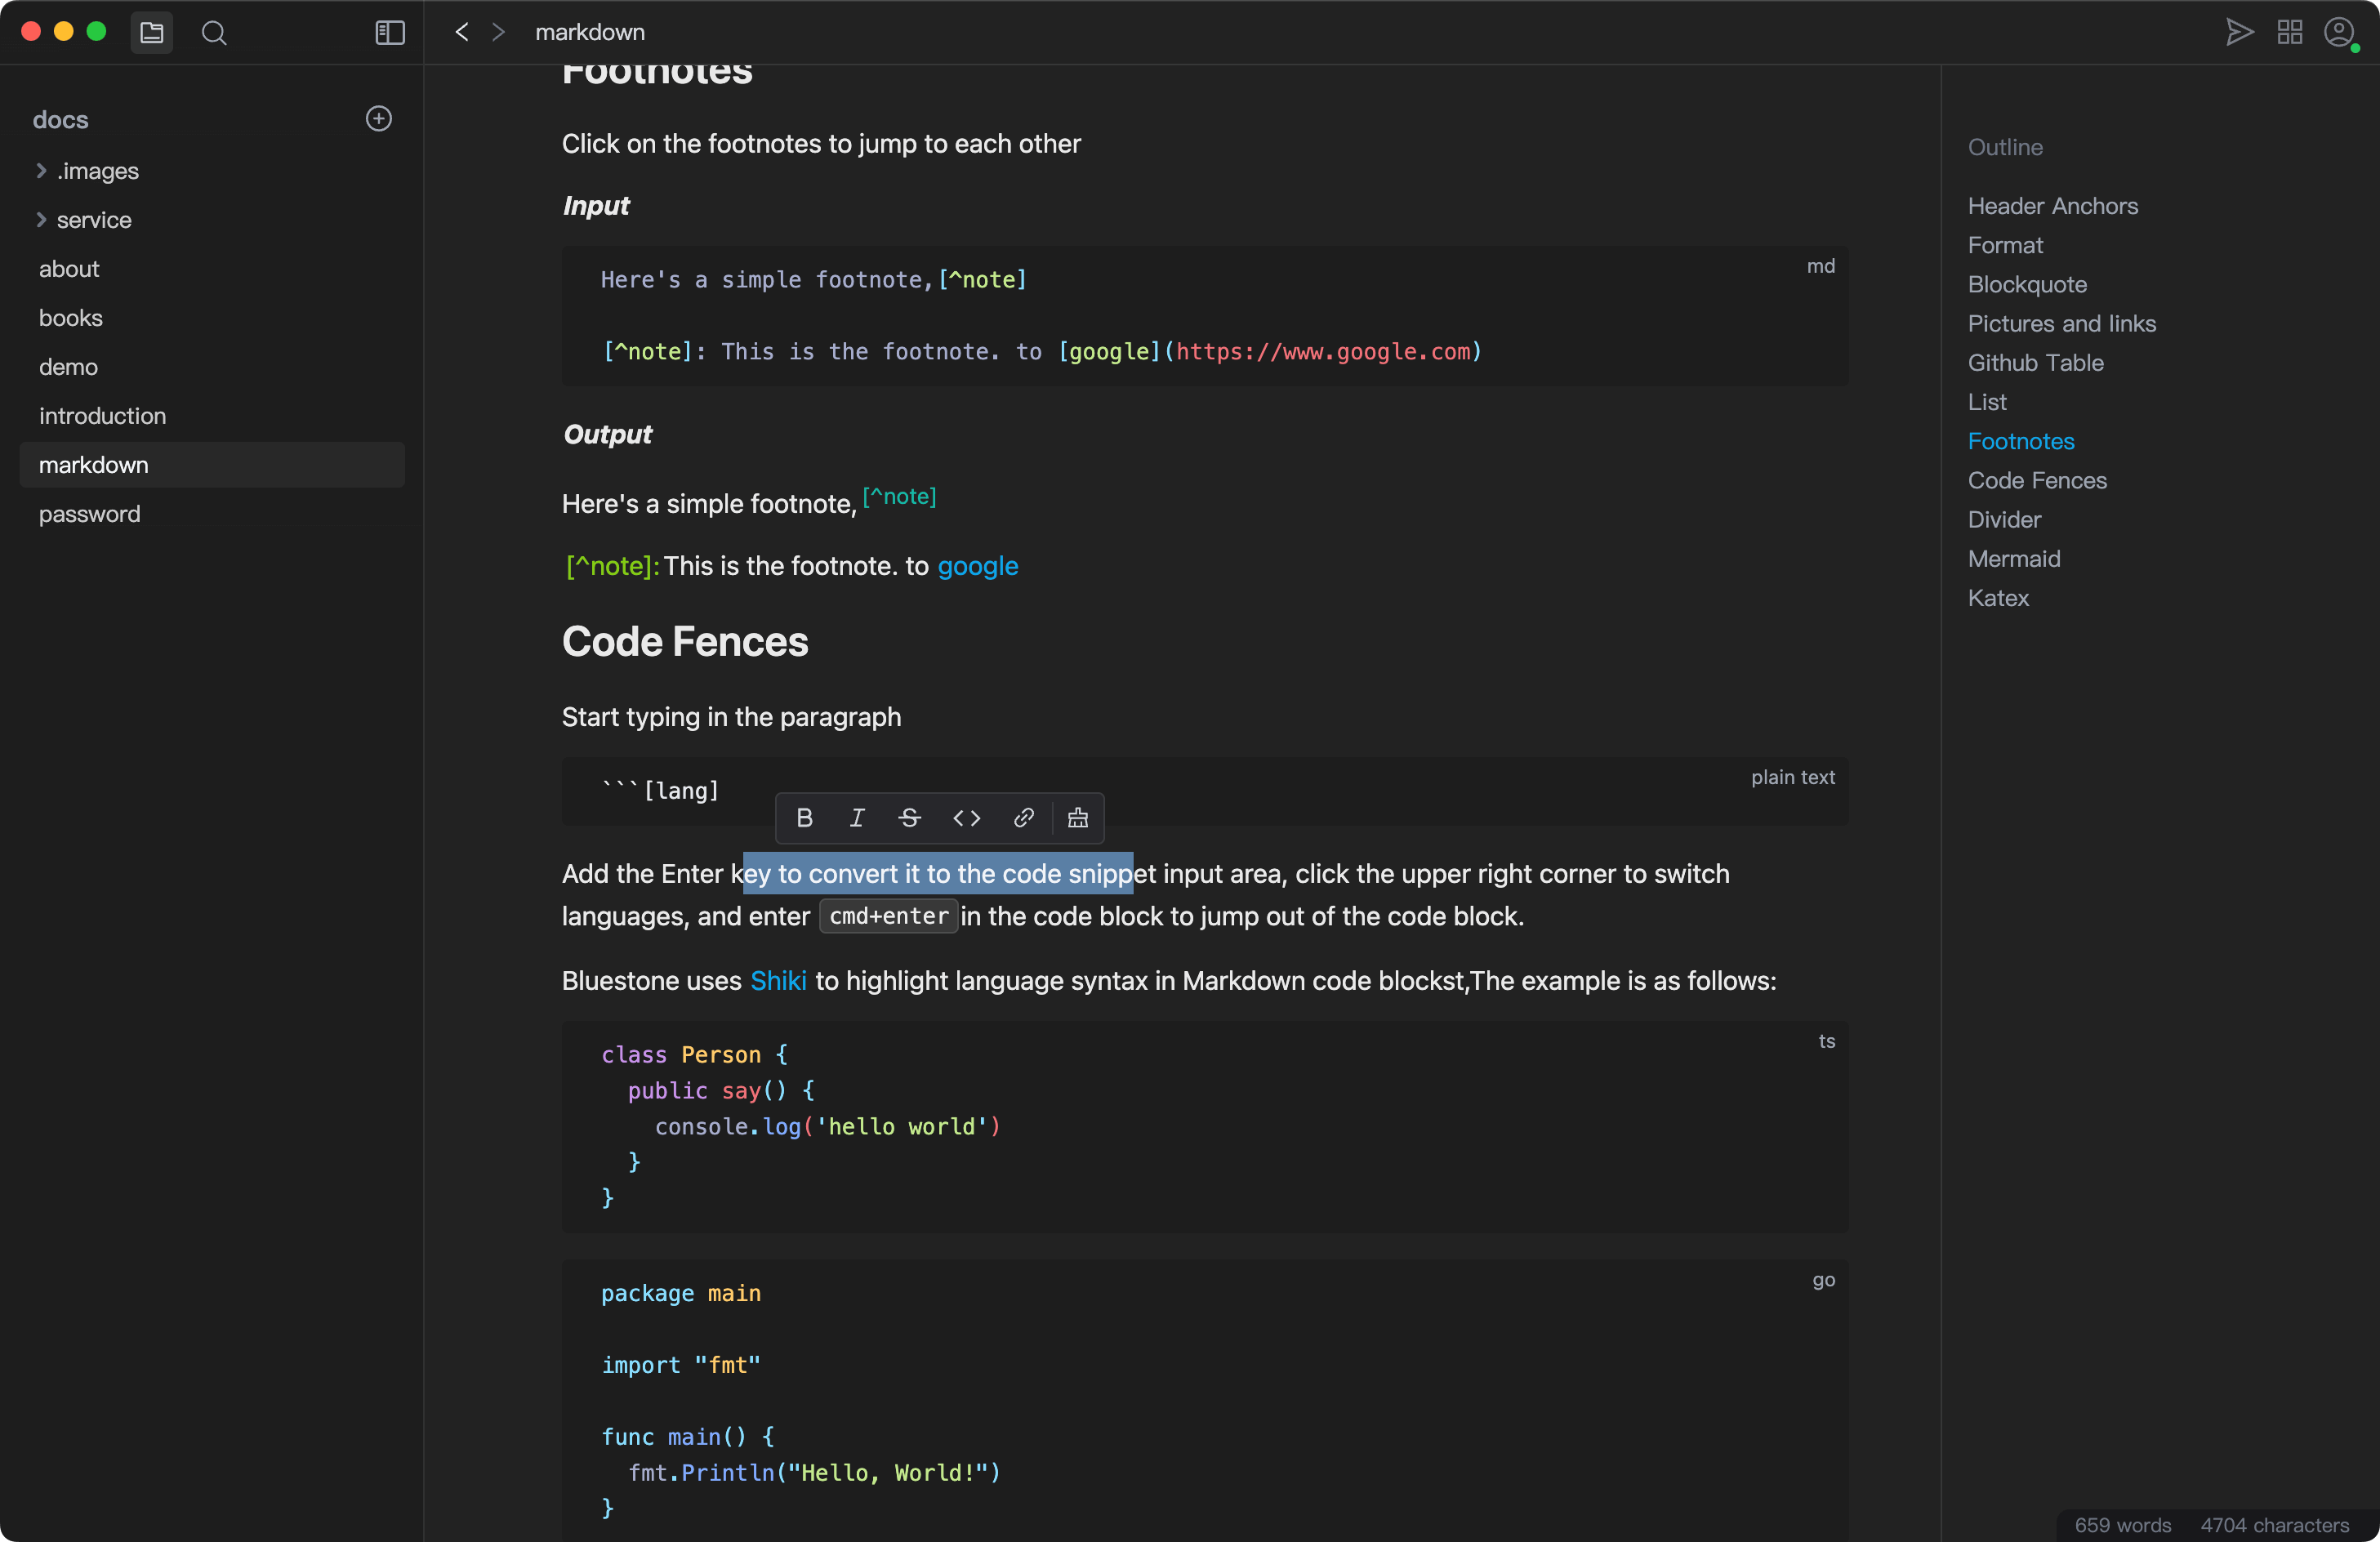 markdown
docs
.images
service
about
books
demo
introduction
markdown
password
Footnotes
Click on the footnotes to jump to each other
Input
md
Here's a simple footnote,[^note]
[^note]: This is the footnote. to [google](https://www.google.com)
Output
Here's a simple footnote, [^note]
[^note]: This is the footnote. to google
Code Fences
Start typing in the paragraph
plain text
```[lang]
B I S <>
Add the Enter key to convert it to the code snippet input area, click the upper right corner to switch
languages, and enter cmd+enter in the code block to jump out of the code block.
Bluestone uses Shiki to highlight language syntax in Markdown code blockst,The example is as follows:
ts
class Person {
  public say() {
    console.log('hello world')
  }
}
go
package main
import "fmt"
func main() {
  fmt.Println("Hello, World!")
}
Outline
Header Anchors
Format
Blockquote
Pictures and links
Github Table
List
Footnotes
Code Fences
Divider
Mermaid
Katex
659 words 4704 characters